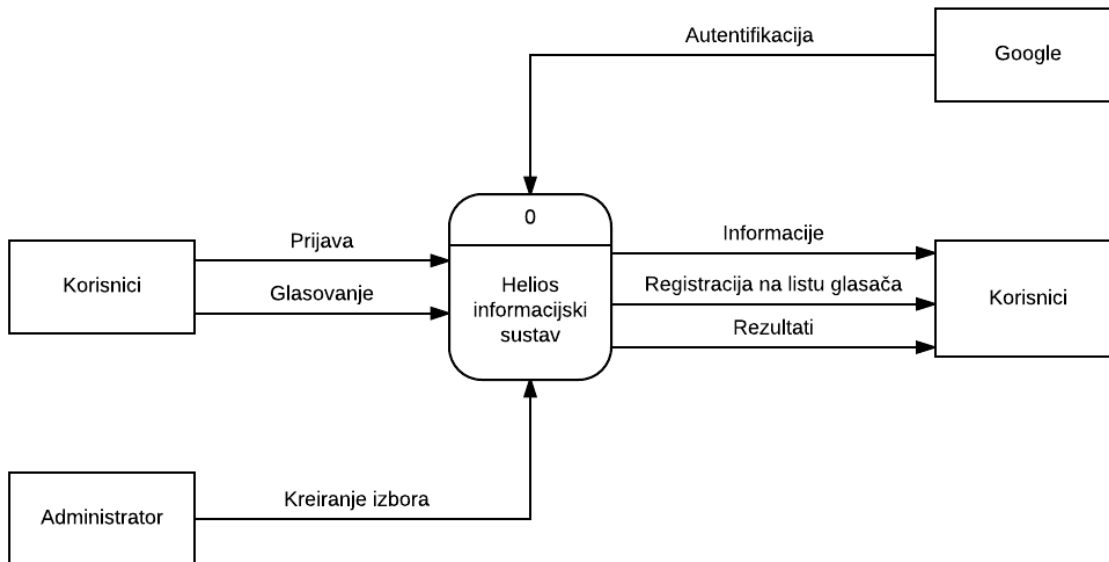 Autentifikacija
Google
0
Prijava
Informacije
Korisnici
Glasovanje
Helios
informacijski
sustav
Registracija na listu glasača
Korisnici
Rezultati
Kreiranje izbora
Administrator